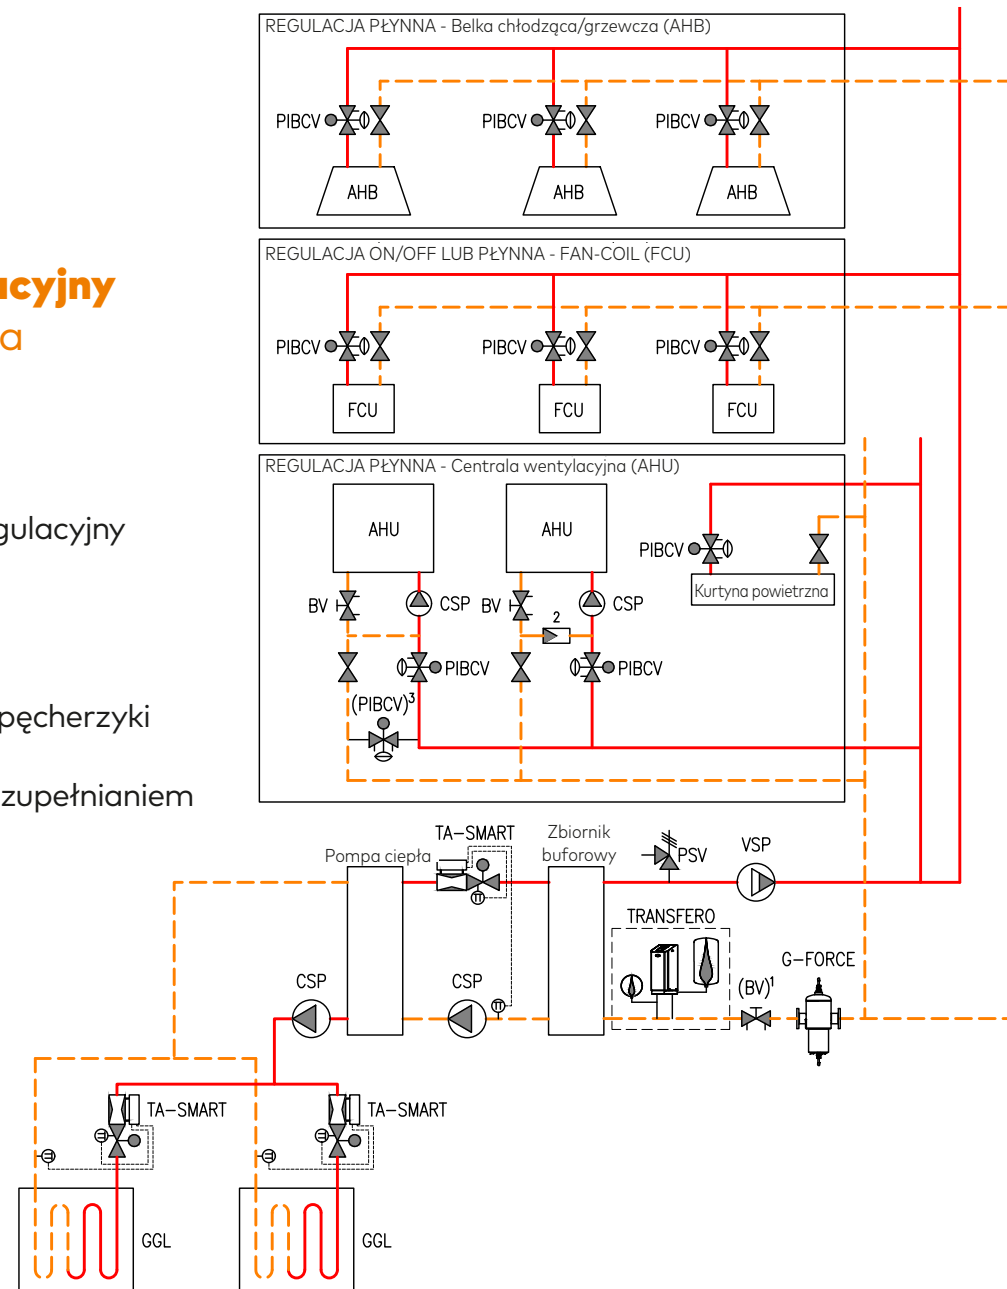 REGULACJA PŁYNNA - Belka chłodząca/grzewcza (AHB)
PIBCV PIBCV PIBCV
AHB AHB AHB
REGULACJA ON/OFF LUB PŁYNNA - FAN-COIL (FCU)
acyjny
a
PIBCV PIBCV PIBCV
FCU FCU FCU
REGULACJA PŁYNNA - Centrala wentylacyjna (AHU)
AHU AHU
gulacyjny
PIBCV
Kurtyna powietrzna
BV CSP BV CSP
2
PIBCV PIBCV
(PIBCV)³
pęcherzyki
zupełnianiem
TA-SMART
Zbiornik
buforowy
Pompa ciepła
PSV
VSP
TRANSFERO
G-FORCE
(BV)¹
CSP CSP
TA-SMART TA-SMART
GGL GGL